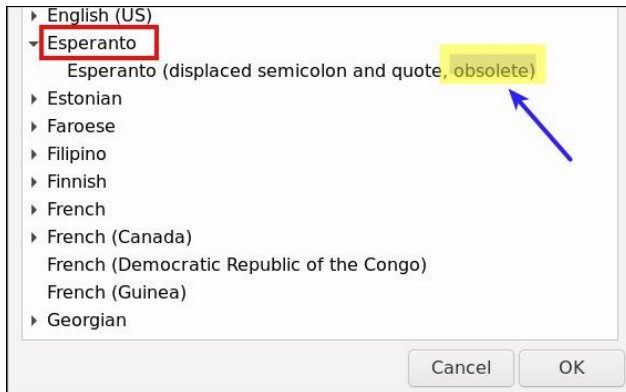 English (US)
Esperanto
Esperanto (displaced semicolon and quote, obsolete)
Estonian
Faroese
Filipino
Finnish
French
French (Canada)
French (Democratic Republic of the Congo)
French (Guinea)
Georgian
Cancel OK